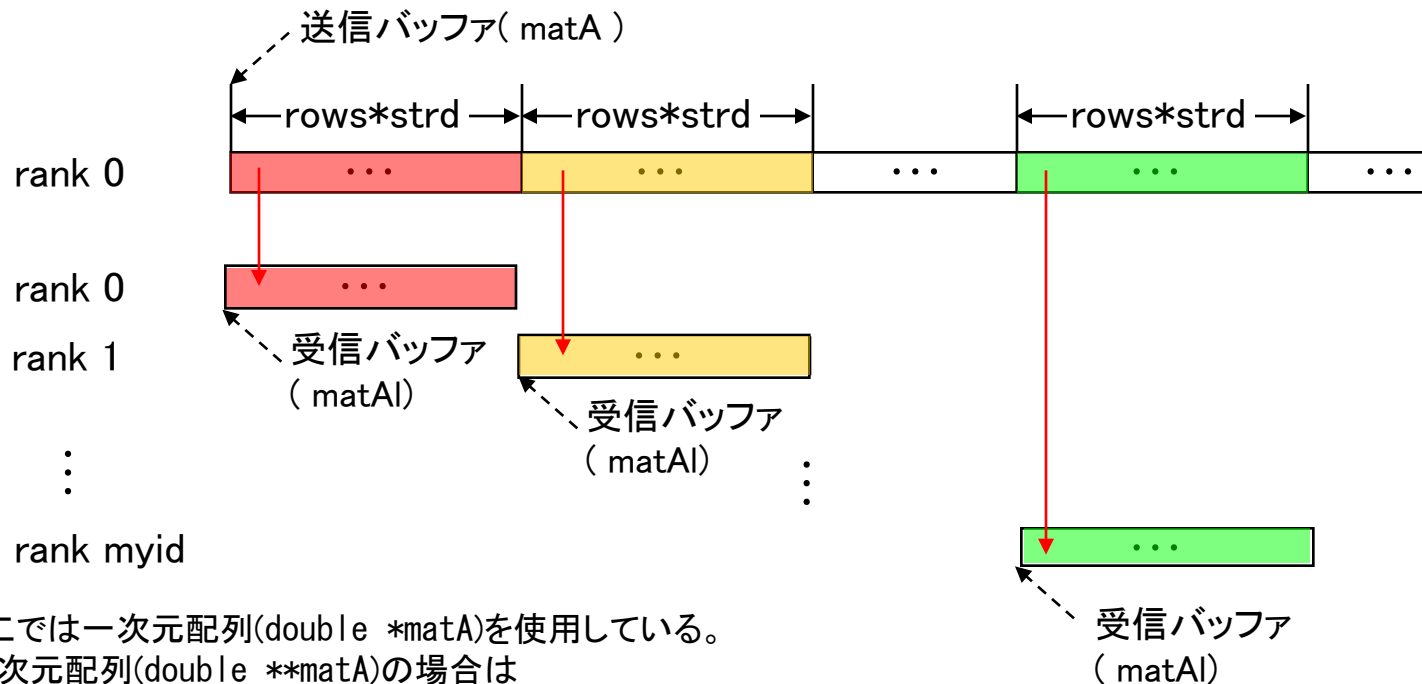 送信バッファ( matA )
rows*strd rows*strd rows*strd
rank 0 ・・・ ・・・ ・・・ ・・・ ・・・
rank 0 ・・・
受信バッファ
( matAl)
rank 1 ・・・
受信バッファ
( matAl)
rank myid ・・・
受信バッファ
( matAl)
こでは一次元配列(double *matA)を使用している。
次元配列(double **matA)の場合は